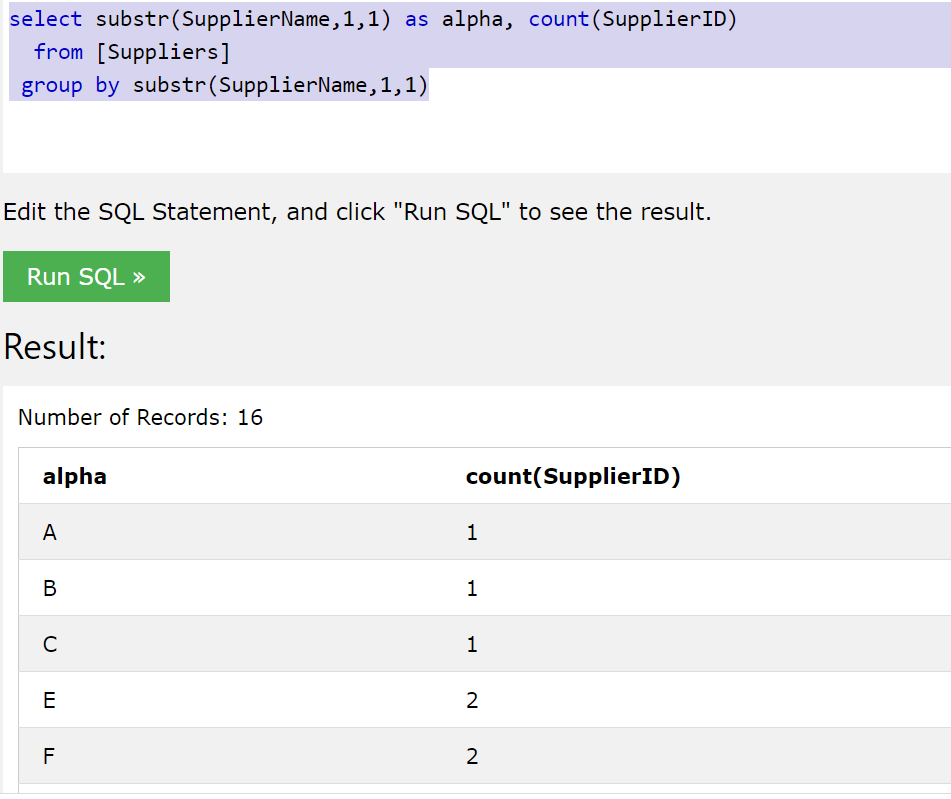 select substr(SupplierName,1,1) as alpha, count(SupplierID)
from [Suppliers]
group by substr(SupplierName,1,1)
Edit the SQL Statement, and click "Run SQL" to see the result.
Run SQL »
Result:
Number of Records: 16
alpha count(SupplierID)
A 1
B 1
C 1
E 2
F 2